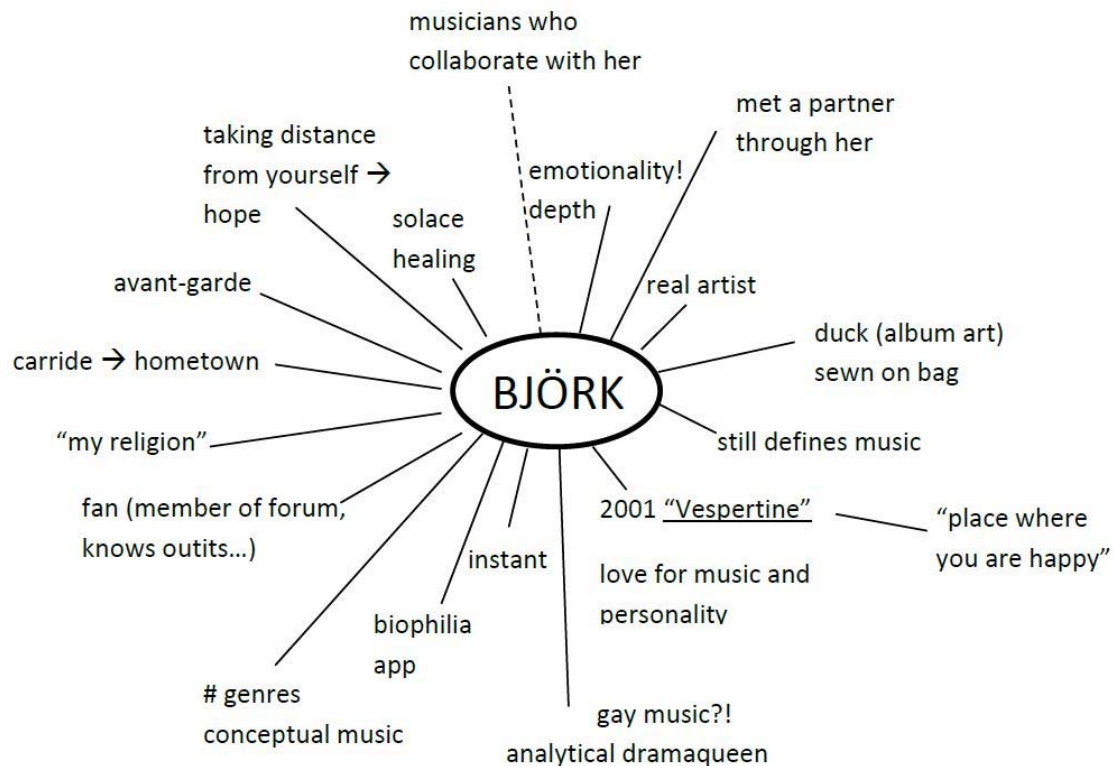 musicians who
collaborate with her
met a partner
through her
taking distance
from yourself →
hope
emotionality!
depth
solace
healing
real artist
avant-garde
duck (album art)
sewn on bag
carride → hometown
BJÖRK
"my religion"
still defines music
fan (member of forum,
knows outits…)
2001 "Vespertine"
"place where
you are happy"
instant
love for music and
personality
biophilia
app
# genres
conceptual music
gay music?!
analytical dramaqueen